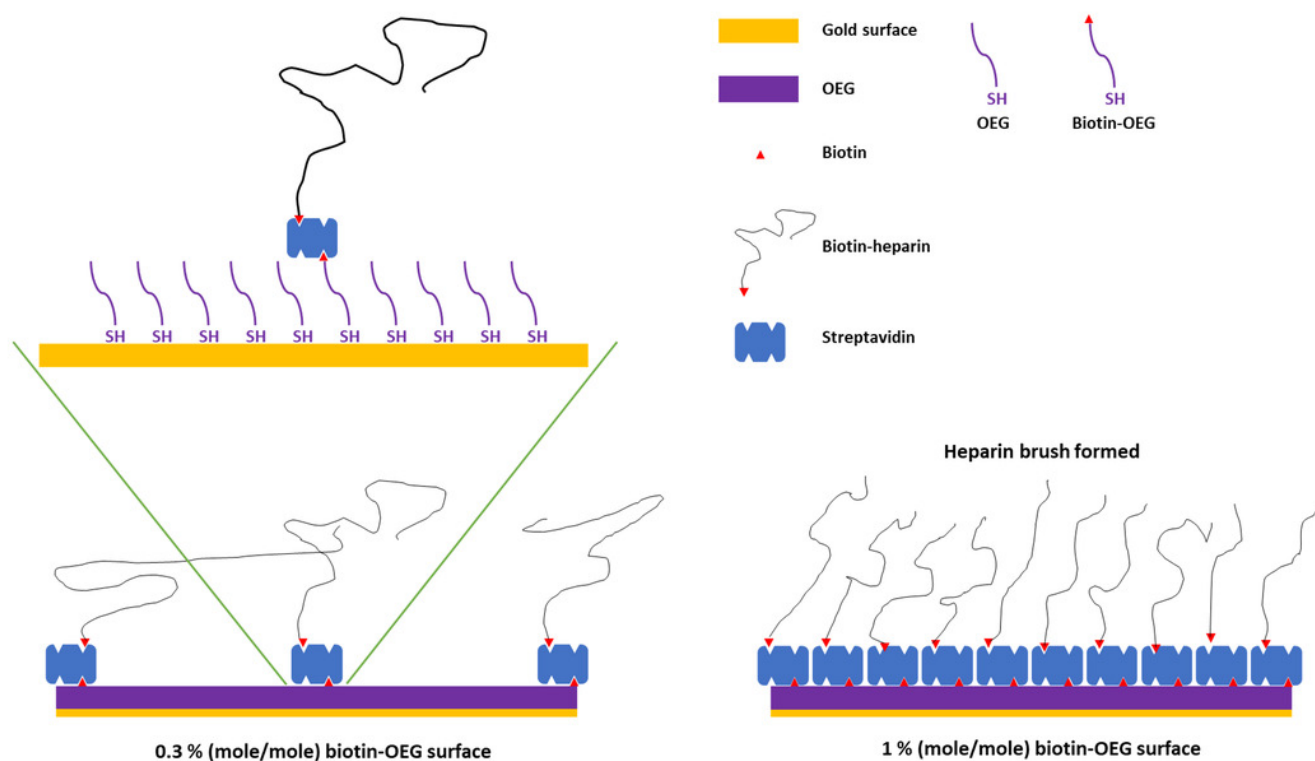 SH SH SH SH SH SH SH SH SH SH
0.3 % (mole/mole) biotin-OEG surface
Gold surface
OEG
Biotin
Biotin-heparin
Streptavidin
SH
OEG
SH
Biotin-OEG
Heparin brush formed
1 % (mole/mole) biotin-OEG surface